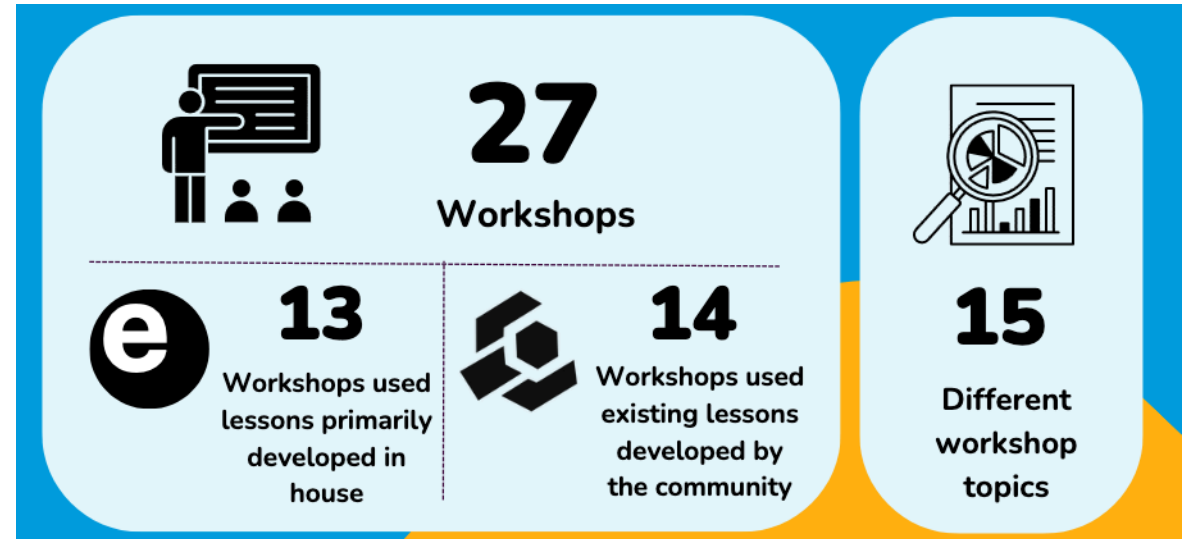 27
Workshops
e
13
Workshops used
lessons primarily
developed in
house
14
Workshops used
existing lessons
developed by
the community
15
Different
workshop
topics